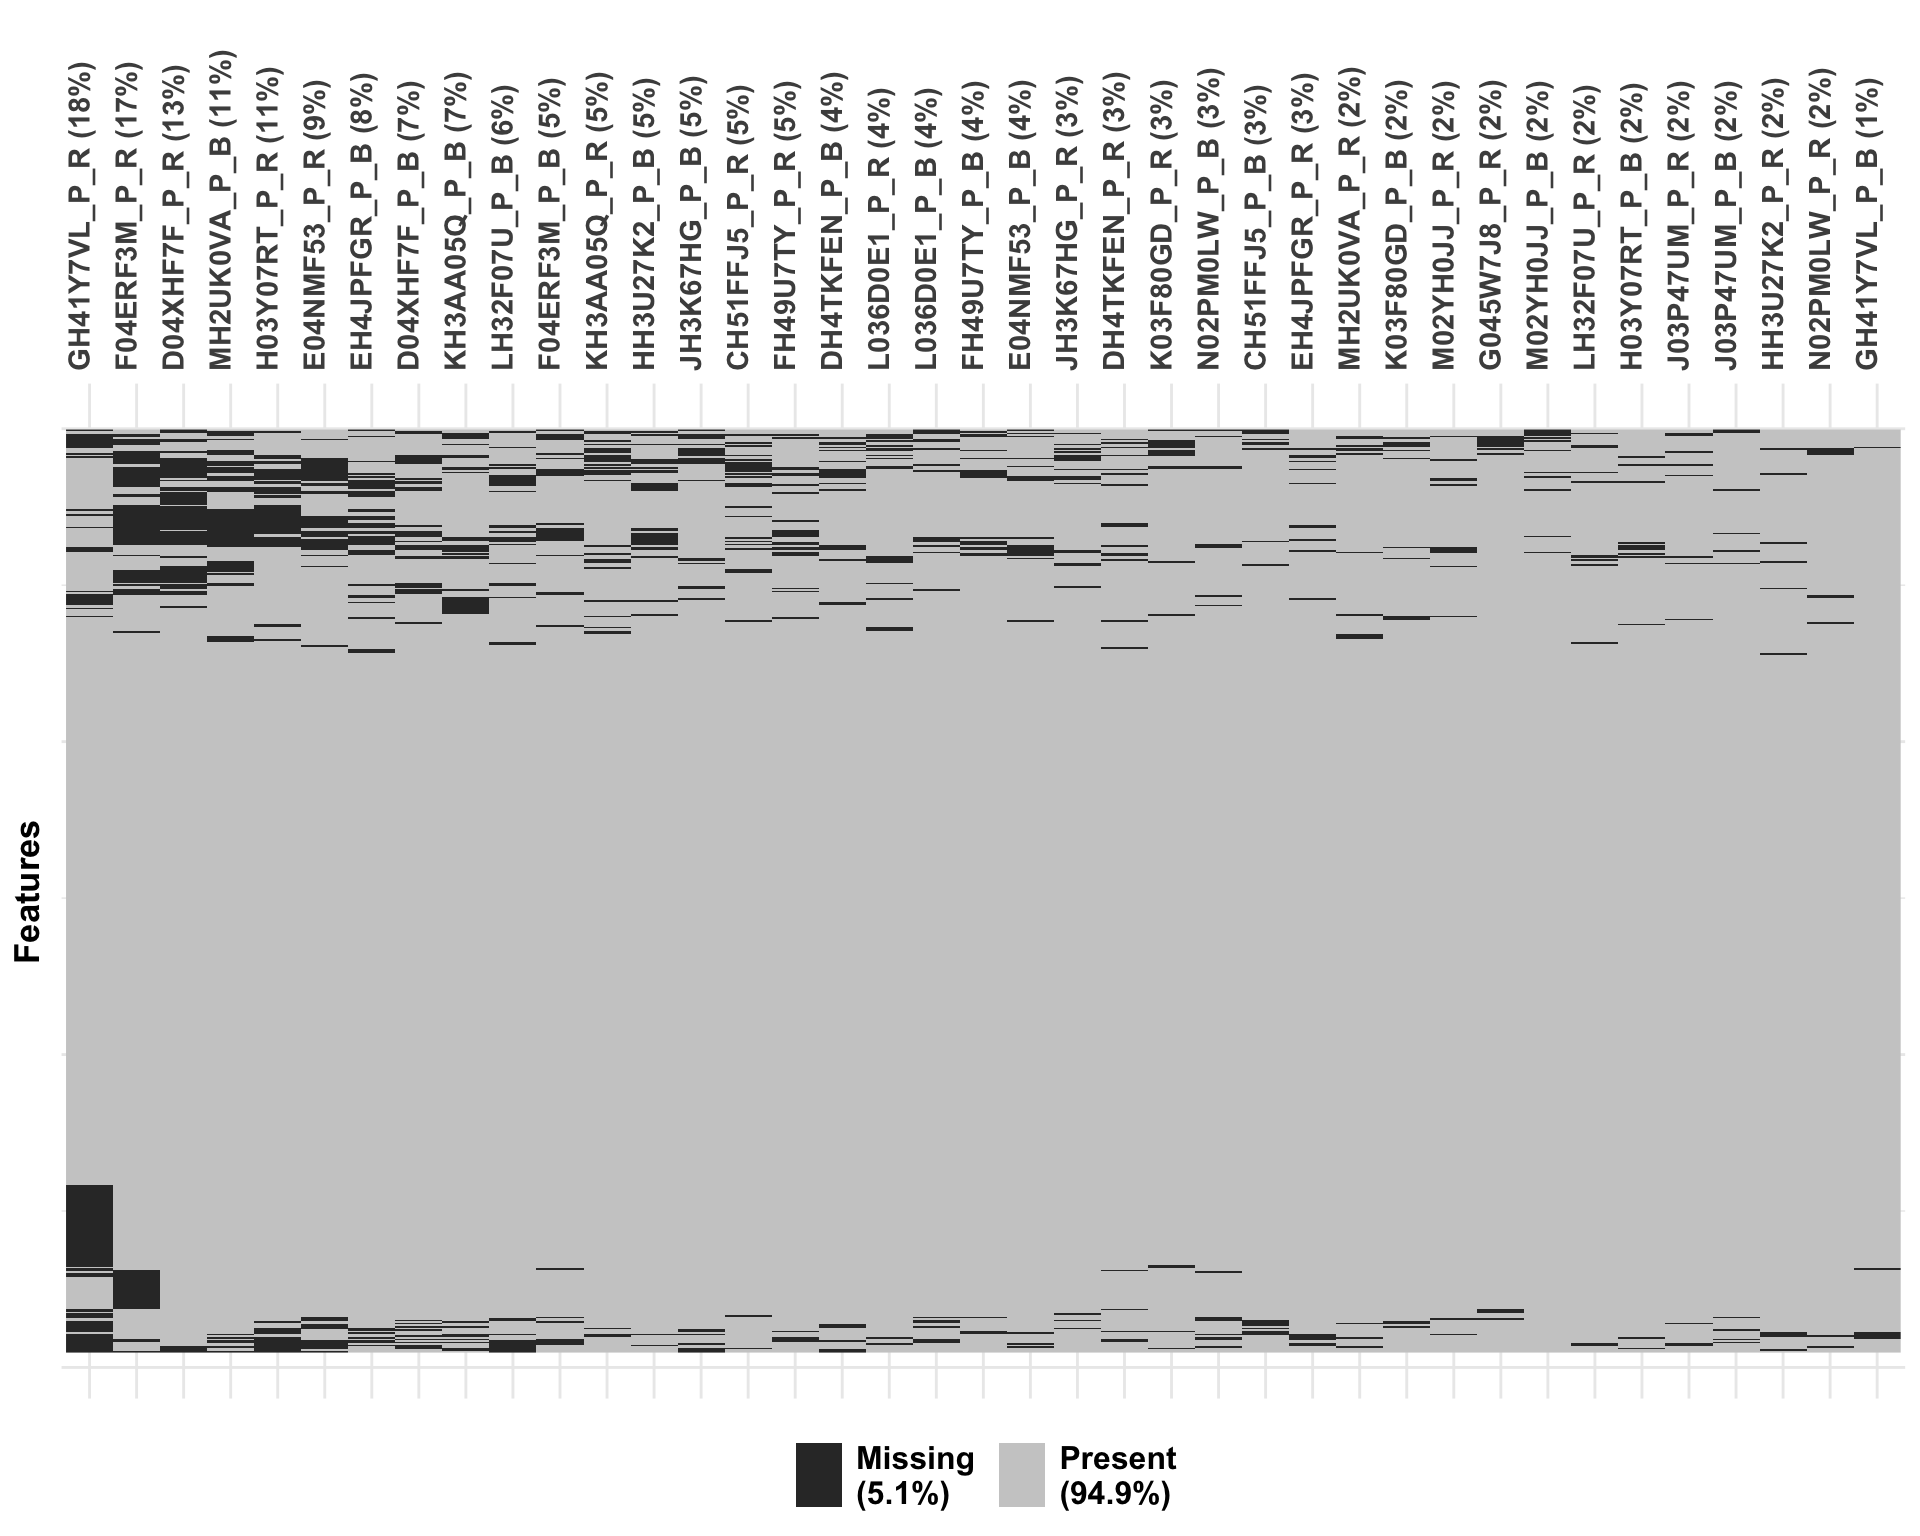 GH41Y7VL_P_R (18%)
F04ERF3M_P_R (17%)
D04XHF7F_P_R (13%)
MH2UK0VA_P_B (11%)
H03Y07RT_P_R (11%)
E04NMF53_P_R (9%)
EH4JPFGR_P_B (8%)
D04XHF7F_P_B (7%)
KH3AA05Q_P_B (7%)
LH32F07U_P_B (6%)
F04ERF3M_P_B (5%)
KH3AA05Q_P_R (5%)
HH3U27K2_P_B (5%)
JH3K67HG_P_B (5%)
CH51FFJ5_P_R (5%)
FH49U7TY_P_R (5%)
DH4TKFEN_P_B (4%)
L036D0E1_P_R (4%)
L036D0E1_P_B (4%)
FH49U7TY_P_B (4%)
E04NMF53_P_B (4%)
JH3K67HG_P_R (3%)
DH4TKFEN_P_R (3%)
K03F80GD_P_R (3%)
N02PM0LW_P_B (3%)
CH51FFJ5_P_B (3%)
EH4JPFGR_P_R (3%)
MH2UK0VA_P_R (2%)
K03F80GD_P_B (2%)
M02YH0JJ_P_R (2%)
G045W7J8_P_R (2%)
M02YH0JJ_P_B (2%)
LH32F07U_P_R (2%)
H03Y07RT_P_B (2%)
J03P47UM_P_R (2%)
J03P47UM_P_B (2%)
HH3U27K2_P_R (2%)
N02PM0LW_P_R (2%)
GH41Y7VL_P_B (1%)
Features
Missing
(5.1%)
Present
(94.9%)